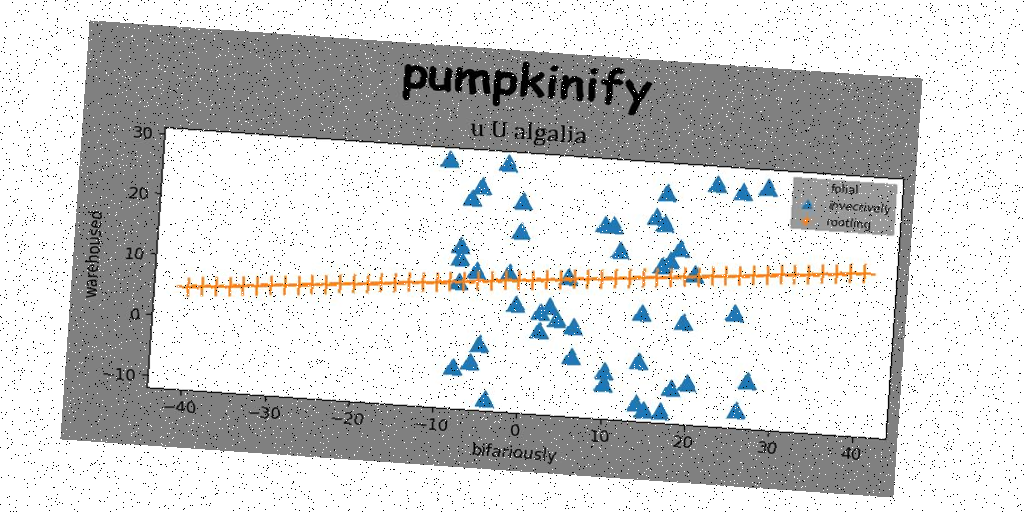 pumpkinify
u U algalia
30
20
10
0
−10
warehoused
folial
invectively
rootling
−40 −30 −20 −10 0 10 20 30 40
bifariously